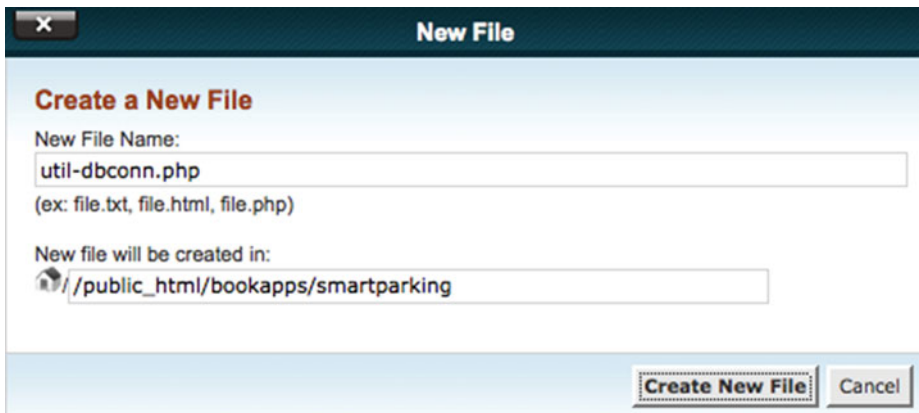 New File
Create a New File
New File Name:
util-dbconn.php
(ex: file.txt, file.html, file.php)
New file will be created in:
//public_html/bookapps/smartparking
Create New File Cancel